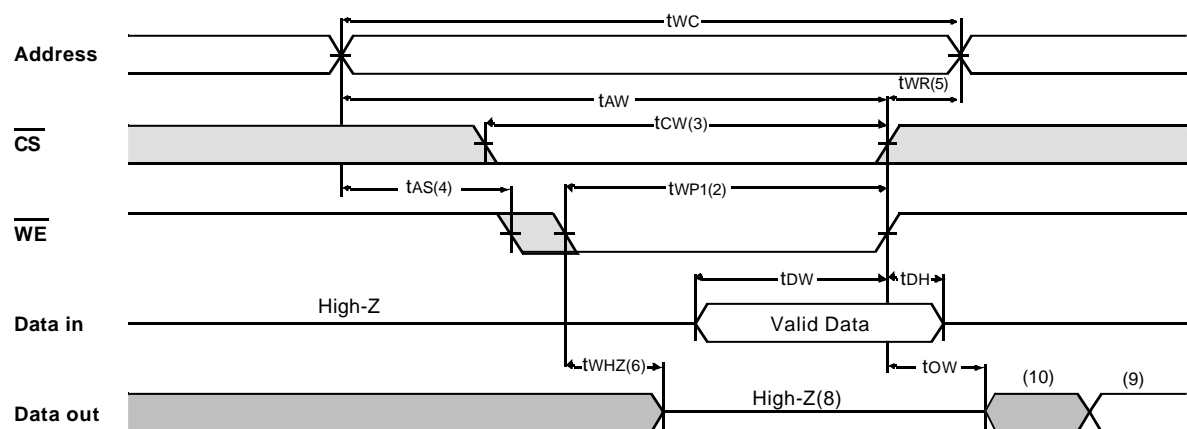 tWC
Address
tWR(5)
tAW
tCW(3)
CS
tAS(4)
tWP1(2)
WE
tDW
tDH
High-Z
Data in
Valid Data
tWHZ(6)
tOW
(10)
(9)
High-Z(8)
Data out